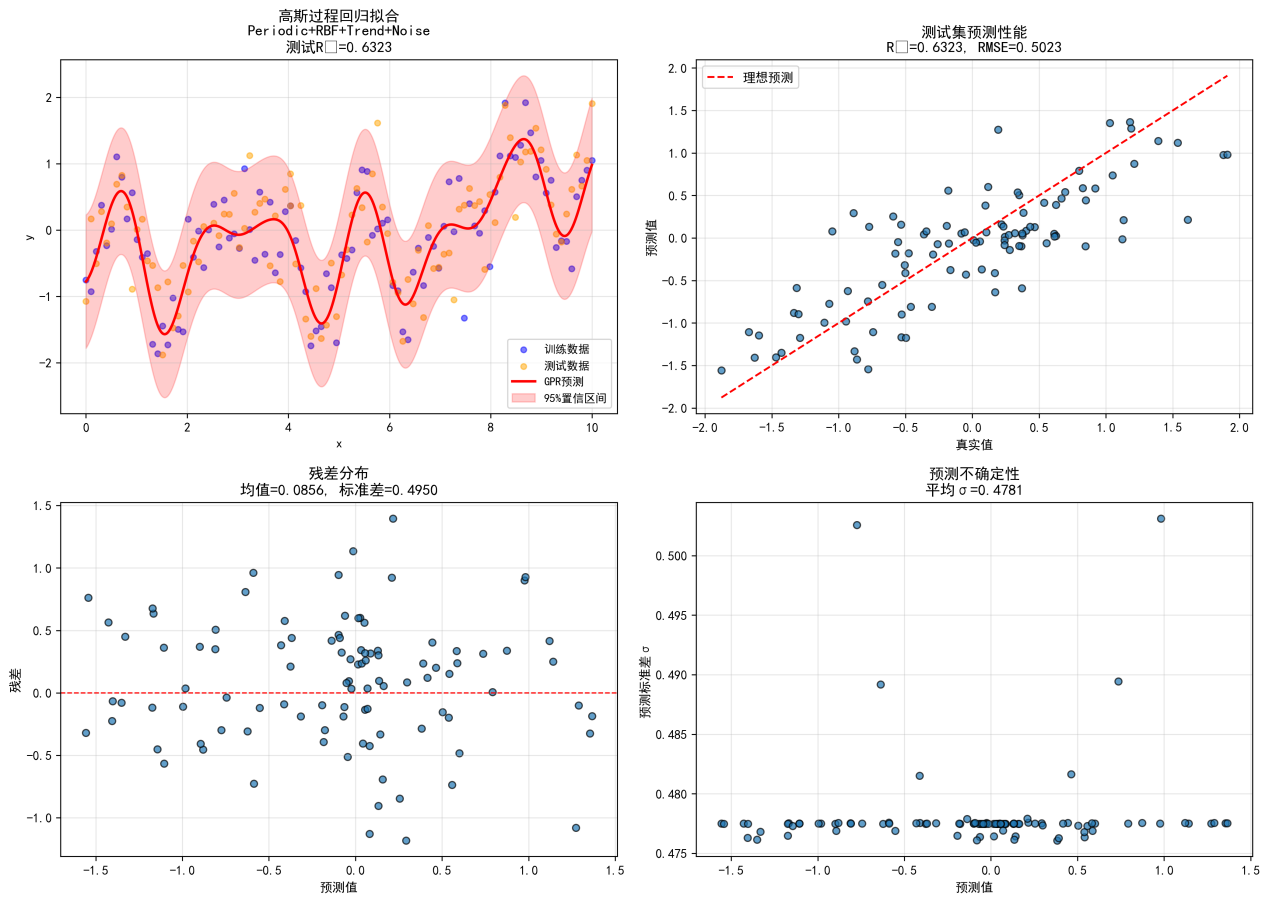 高斯过程回归拟合
Periodic+RBF+Trend+Noise
测试R□=0.6323
y
2
1
0
−1
−2
训练数据
测试数据
GPR预测
95%置信区间
0 2 4 6 8 10
x
测试集预测性能
R□=0.6323, RMSE=0.5023
预测值
2.0
1.5
1.0
0.5
0.0
−0.5
−1.0
−1.5
−2.0
理想预测
−2.0 −1.5 −1.0 −0.5 0.0 0.5 1.0 1.5 2.0
真实值
残差分布
均值=0.0856, 标准差=0.4950
残差
1.5
1.0
0.5
0.0
−0.5
−1.0
−1.5 −1.0 −0.5 0.0 0.5 1.0 1.5
预测值
预测不确定性
平均σ=0.4781
预测标准差σ
0.500
0.495
0.490
0.485
0.480
0.475
−1.5 −1.0 −0.5 0.0 0.5 1.0 1.5
预测值